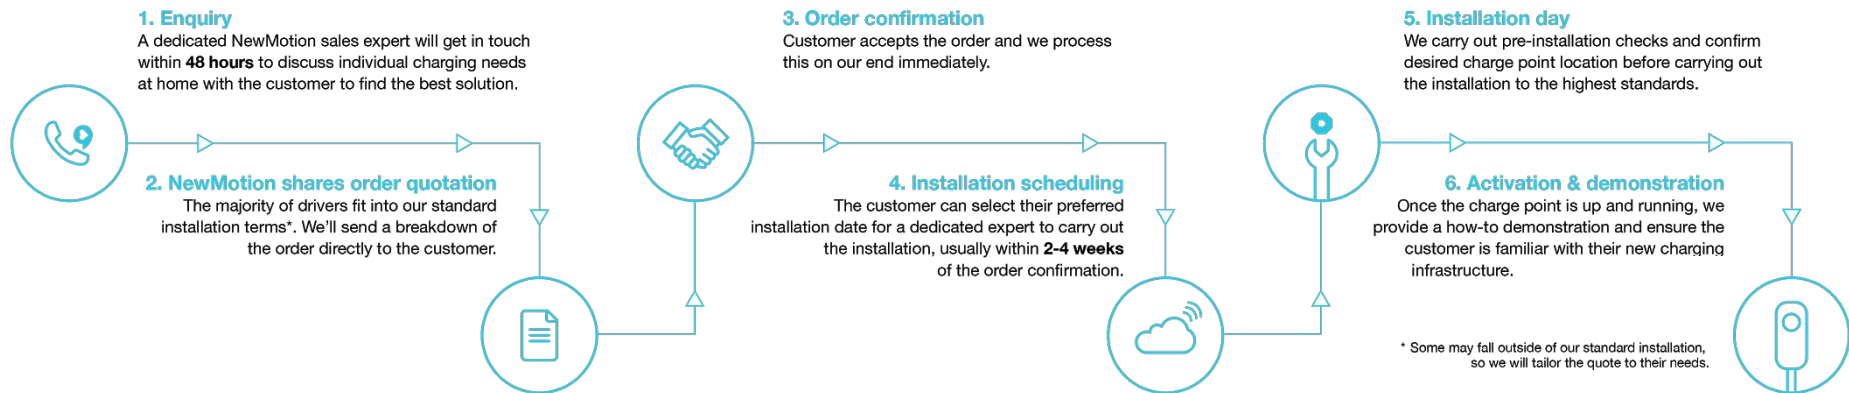 1. Enquiry
A dedicated NewMotion sales expert will get in touch
within 48 hours to discuss individual charging needs
at home with the customer to find the best solution.
2. NewMotion shares order quotation
The majority of drivers fit into our standard
installation terms*. We'll send a breakdown of
the order directly to the customer.
3. Order confirmation
Customer accepts the order and we process
this on our end immediately.
4. Installation scheduling
The customer can select their preferred
installation date for a dedicated expert to carry out
the installation, usually within 2-4 weeks
of the order confirmation.
5. Installation day
We carry out pre-installation checks and confirm
desired charge point location before carrying out
the installation to the highest standards.
6. Activation & demonstration
Once the charge point is up and running, we
provide a how-to demonstration and ensure the
customer is familiar with their new charging
infrastructure.
* Some may fall outside of our standard installation,
so we will tailor the quote to their needs.